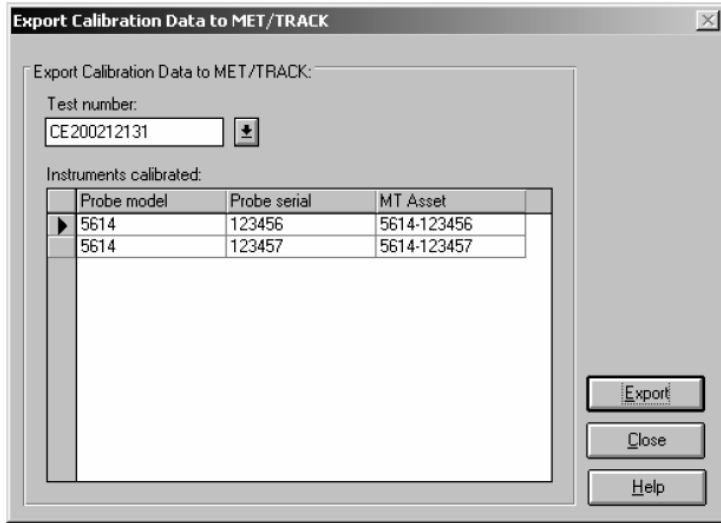 Export Calibration Data to MET/TRACK
Export Calibration Data to MET/TRACK:
Test number:
CE200212131
Instruments calibrated:
Probe model Probe serial MT Asset
5614 123456 5614-123456
5614 123457 5614-123457
Export
Close
Help